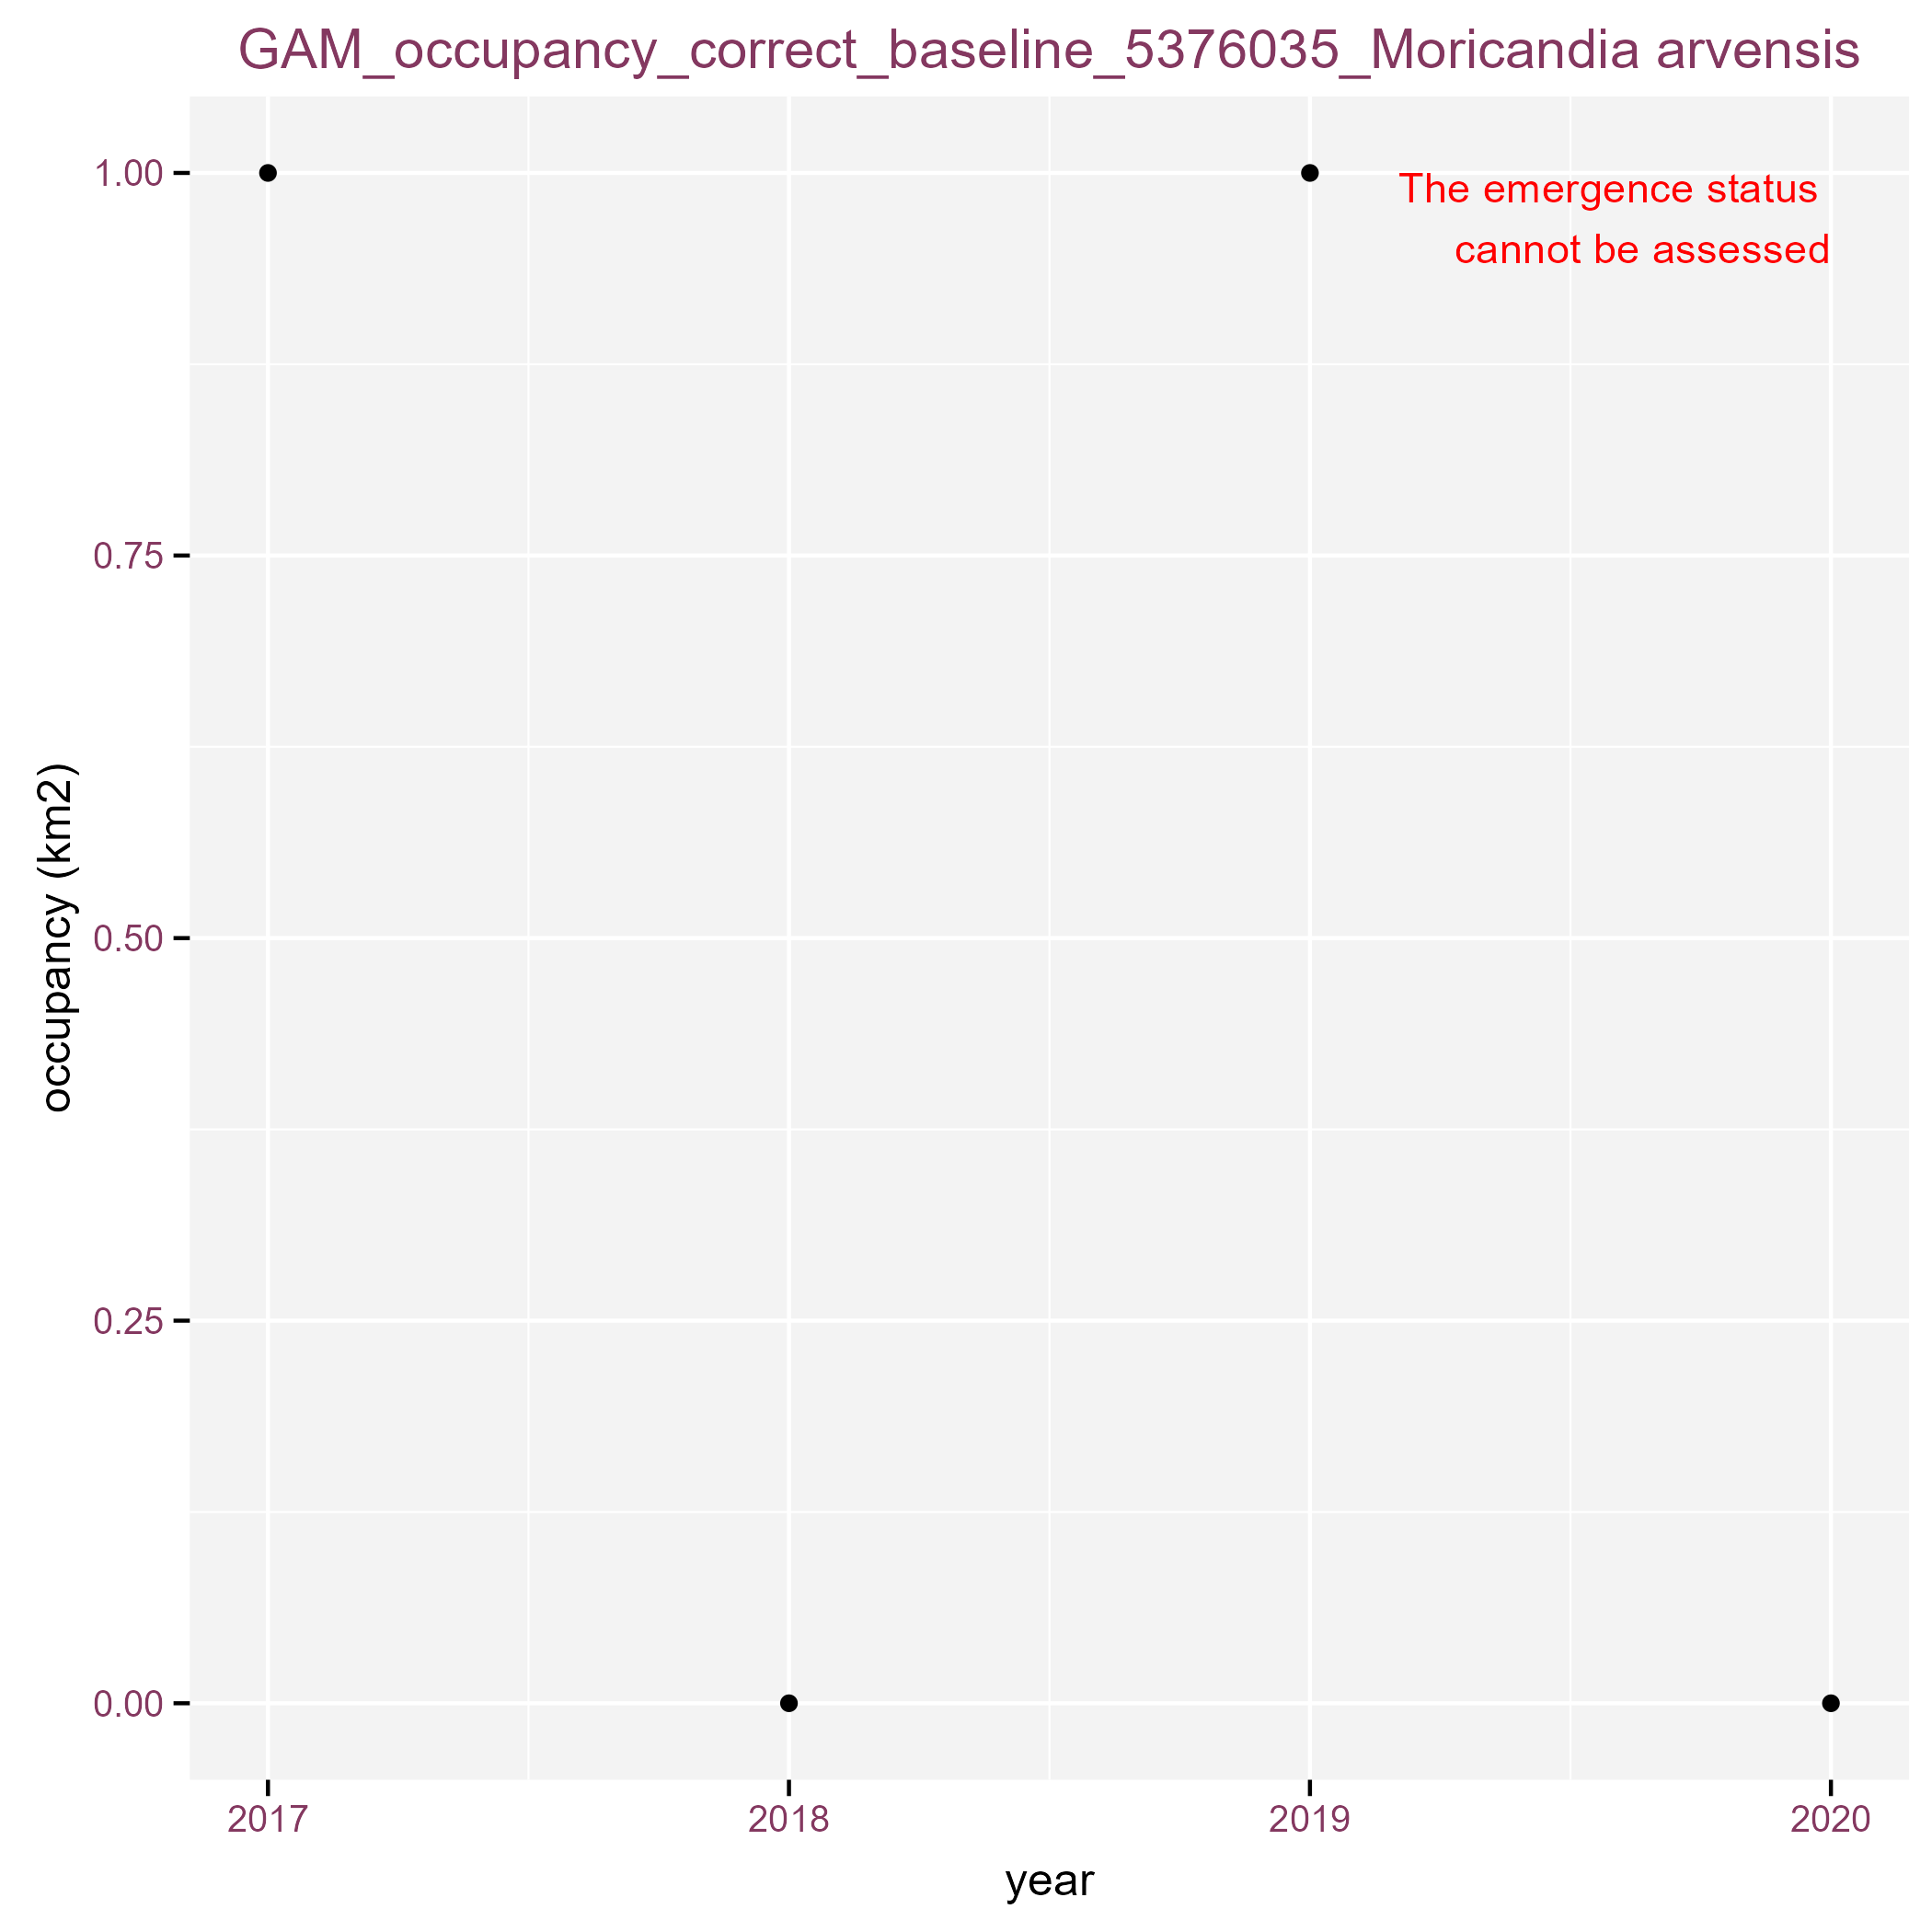 GAM_occupancy_correct_baseline_5376035_Moricandia arvensis
1.00
The emergence status
cannot be assessed
0.75
occupancy (km2)
0.50
0.25
0.00
2017 2018 2019 2020
year